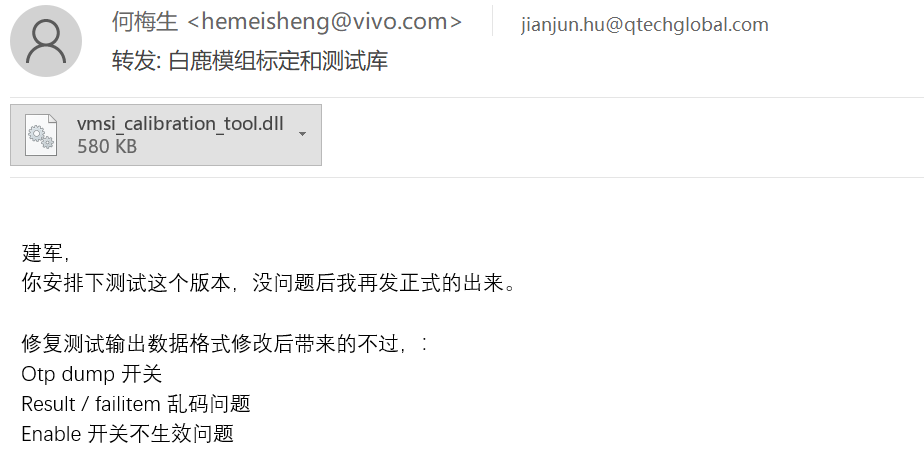 何梅生 <hemeisheng@vivo.com>
jianjun.hu@qtechglobal.com
转发: 白鹿模组标定和测试库
vmsi_calibration_tool.dll
580 KB
建军，
你安排下测试这个版本，没问题后我再发正式的出来。
修复测试输出数据格式修改后带来的不过，:
Otp dump 开关
Result / failitem 乱码问题
Enable 开关不生效问题